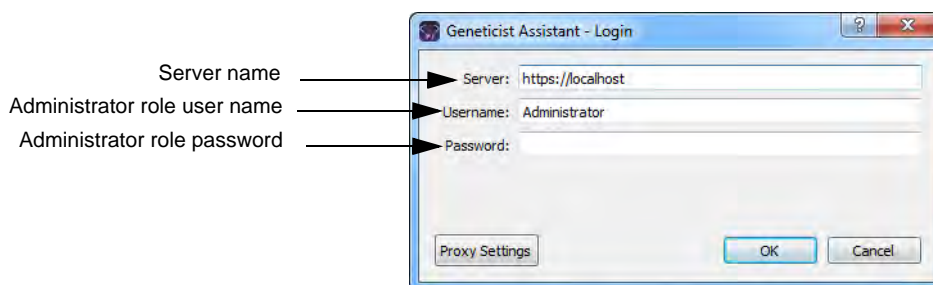 Geneticist Assistant - Login
?
Server name
Server: https://localhost
Administrator role user name
Username: Administrator
Administrator role password
Password:
Proxy Settings
OK
Cancel